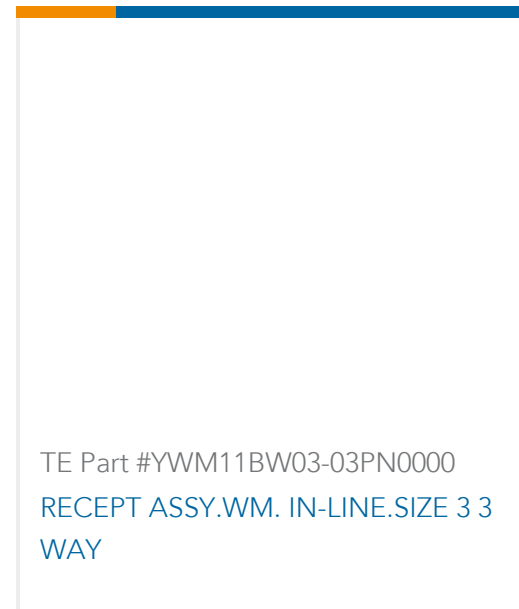 TE Part #YWM11BW03-03PN0000
RECEPT ASSY.WM. IN-LINE.SIZE 3 3
WAY